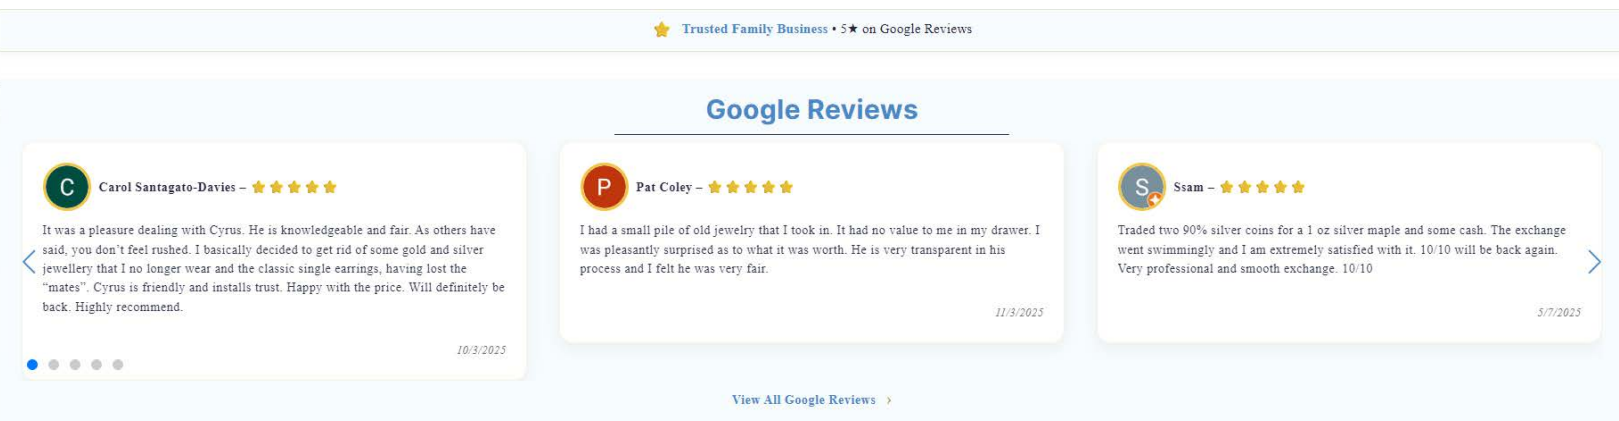 Trusted Family Business • 5★ on Google Reviews
Google Reviews
C
Carol Santagato-Davies –
It was a pleasure dealing with Cyrus. He is knowledgeable and fair. As others have
said, you don’t feel rushed. I basically decided to get rid of some gold and silver
jewellery that I no longer wear and the classic single earrings, having lost the
“mates”. Cyrus is friendly and installs trust. Happy with the price. Will definitely be
back. Highly recommend.
10/3/2025
P
Pat Coley –
I had a small pile of old jewelry that I took in. It had no value to me in my drawer. I
was pleasantly surprised as to what it was worth. He is very transparent in his
process and I felt he was very fair.
11/3/2025
S
Ssam –
Traded two 90% silver coins for a 1 oz silver maple and some cash. The exchange
went swimmingly and I am extremely satisfied with it. 10/10 will be back again.
Very professional and smooth exchange. 10/10
5/7/2025
View All Google Reviews ›